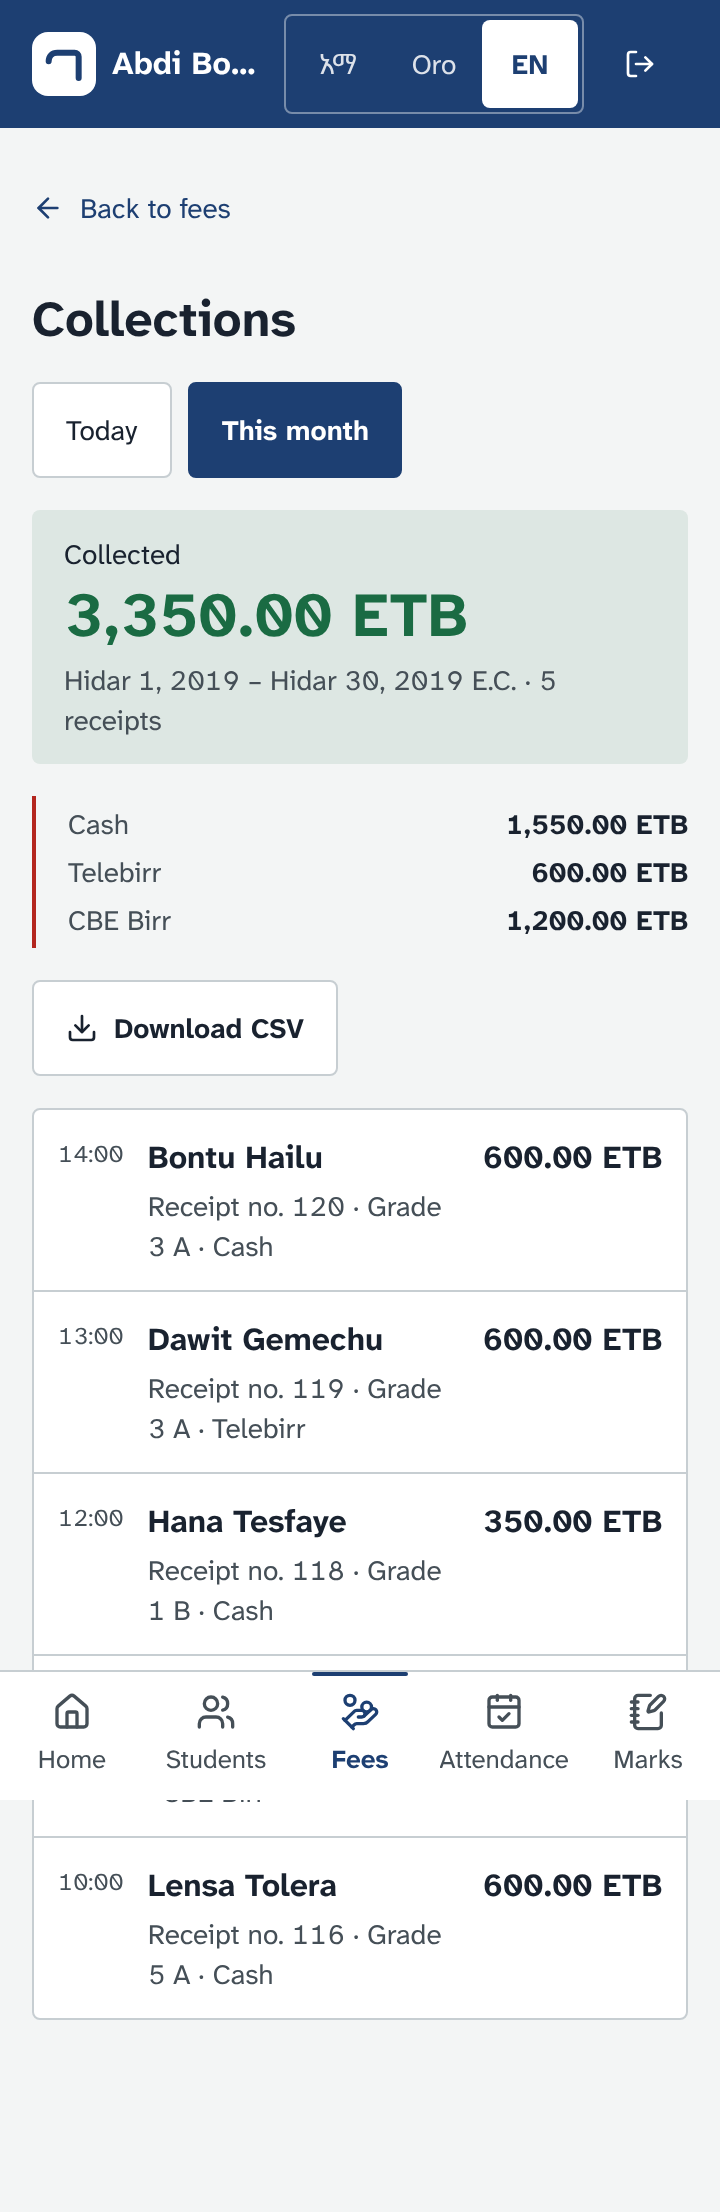 Abdi Bo...
አማ
Oro
EN
Back to fees
Collections
Today
This month
Collected
3,350.00 ETB
Hidar 1, 2019 – Hidar 30, 2019 E.C. · 5
receipts
Cash 1,550.00 ETB
Telebirr 600.00 ETB
CBE Birr 1,200.00 ETB
Download CSV
14:00 Bontu Hailu 600.00 ETB
Receipt no. 120 · Grade
3 A · Cash
13:00 Dawit Gemechu 600.00 ETB
Receipt no. 119 · Grade
3 A · Telebirr
12:00 Hana Tesfaye 350.00 ETB
Receipt no. 118 · Grade
1 B · Cash
Home
Students
Fees
Attendance
Marks
10:00 Lensa Tolera 600.00 ETB
Receipt no. 116 · Grade
5 A · Cash